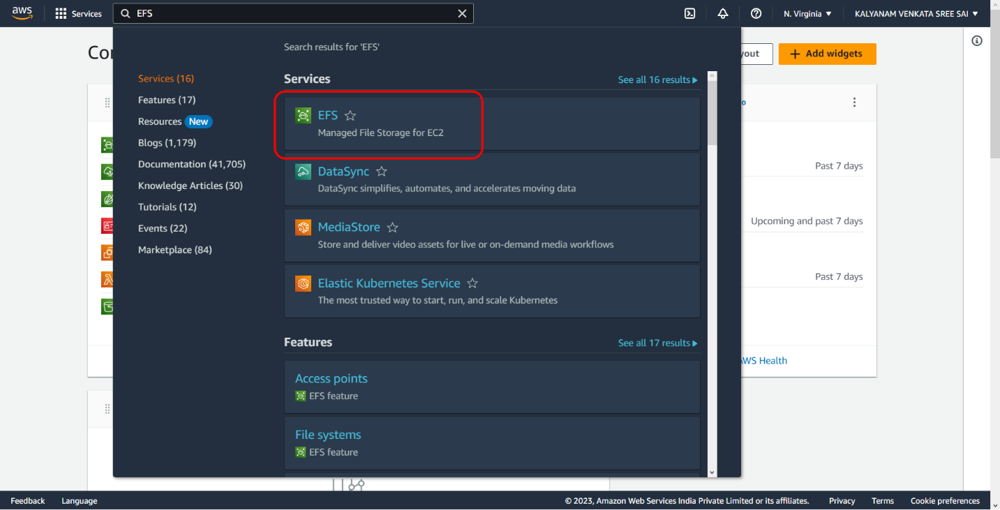 aws
Services
EFS
N. Virginia
KALYANAM VENKATA SREE SAI
Search results for 'EFS'
Services (16)
Features (17)
Resources New
Blogs (1,179)
Documentation (41,705)
Knowledge Articles (30)
Tutorials (12)
Events (22)
Marketplace (84)
Services
See all 16 results
EFS
Managed File Storage for EC2
DataSync
DataSync simplifies, automates, and accelerates moving data
MediaStore
Store and deliver video assets for live or on-demand media workflows
Elastic Kubernetes Service
The most trusted way to start, run, and scale Kubernetes
Features
See all 17 results
Access points
EFS feature
File systems
EFS feature
Add widgets
Past 7 days
Upcoming and past 7 days
Past 7 days
AWS Health
Feedback
Language
© 2023, Amazon Web Services India Private Limited or its affiliates.
Privacy
Terms
Cookie preferences